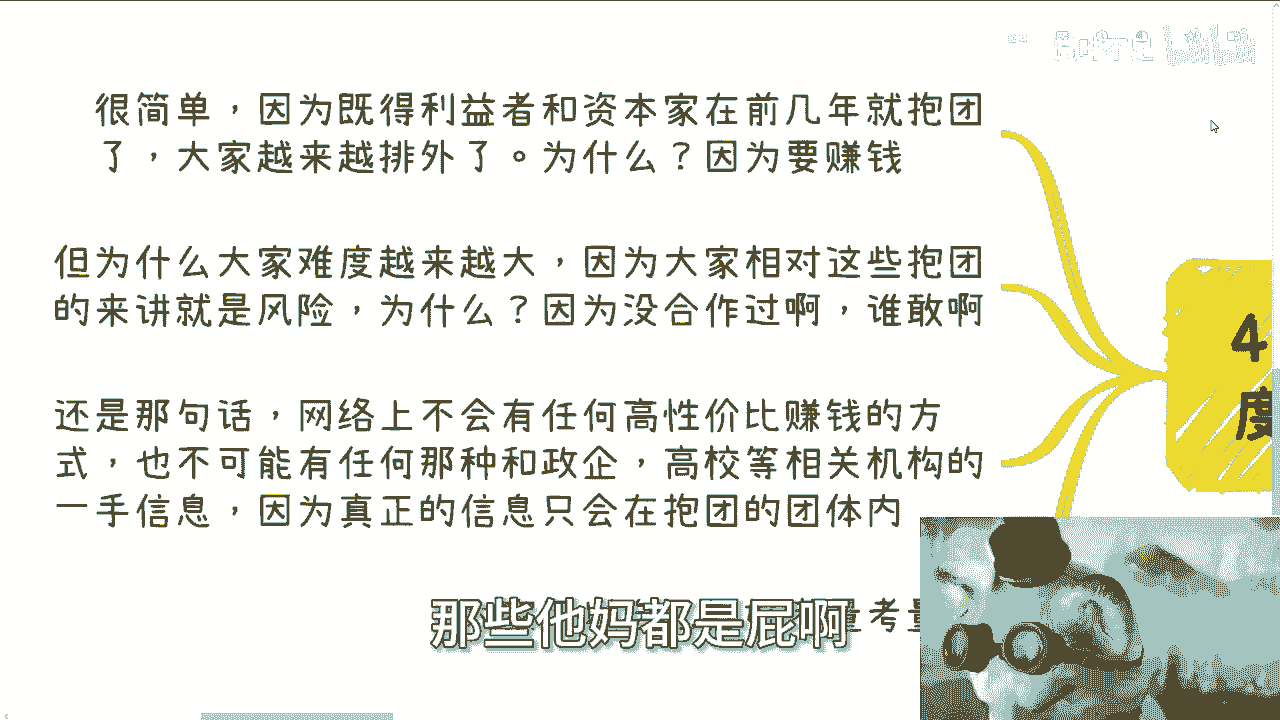 很简单，因为既得利益者和资本家在前几年就抱团
了，大家越来越排外了。为什么？因为要赚钱
但为什么大家难度越来越大，因为大家相对这些抱团
的来讲就是风险，为什么？因为没合作过啊，谁敢啊
还是那句话，网络上不会有任何高性价比赚钱的方
式，也不可能有任何那种和政企，高校等相关机构的
一手信息，因为真正的信息只会在抱团的团体内
4
度
考量
那些他妈都是屁啊